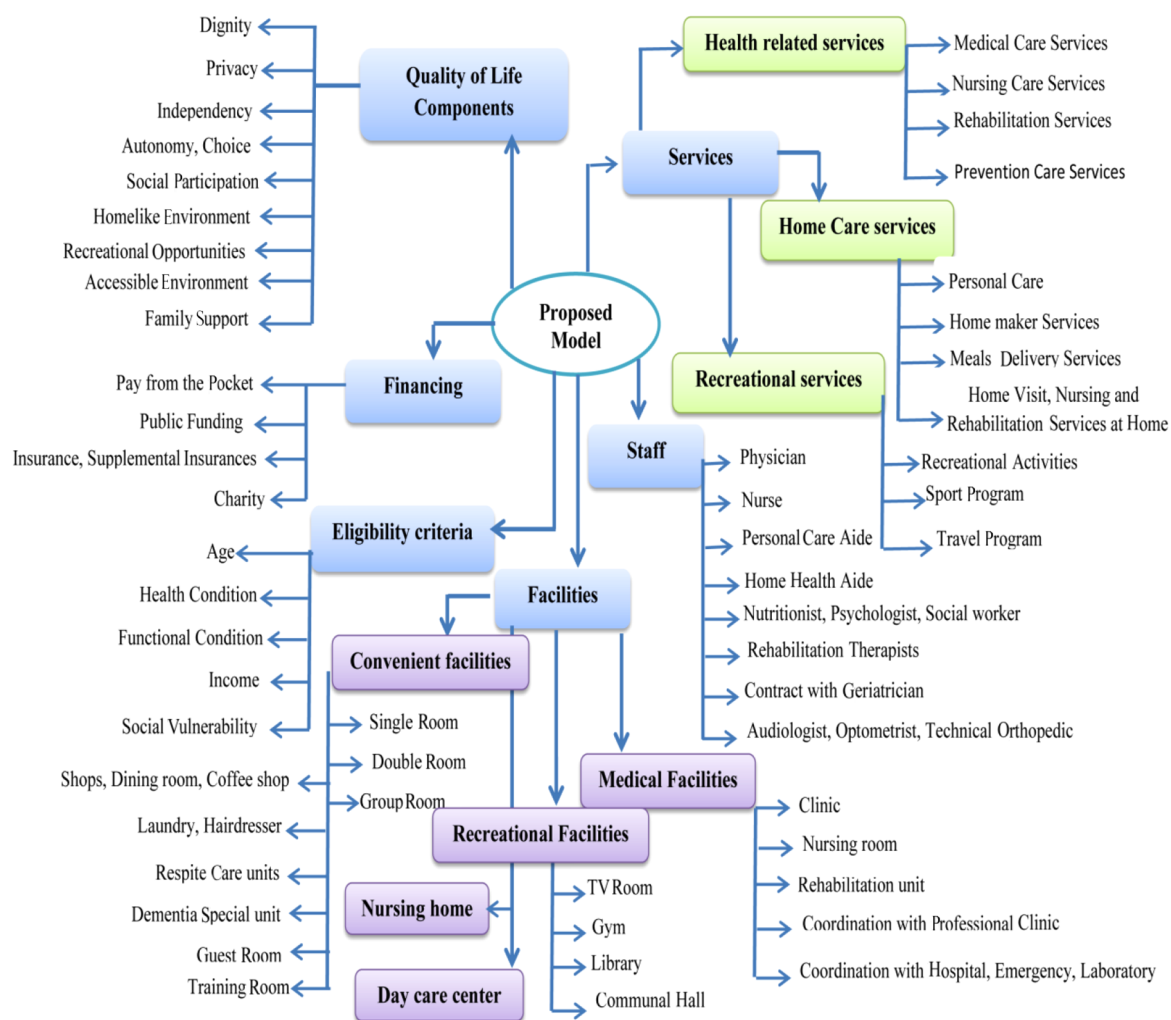 Dignity
Privacy
Independency
Autonomy, Choice
Social Participation
Homelike Environment
Recreational Opportunities
Accessible Environment
Family Support
Quality of Life
Components
Health related services
Medical Care Services
Nursing Care Services
Rehabilitation Services
Prevention Care Services
Services
Home Care services
Personal Care
Home maker Services
Meals Delivery Services
Home Visit, Nursing and
Rehabilitation Services at Home
Recreational services
Recreational Activities
Sport Program
Travel Program
Proposed
Model
Financing
Pay from the Pocket
Public Funding
Insurance, Supplemental Insurances
Charity
Staff
Physician
Nurse
Personal Care Aide
Home Health Aide
Nutritionist, Psychologist, Social worker
Rehabilitation Therapists
Contract with Geriatrician
Audiologist, Optometrist, Technical Orthopedic
Eligibility criteria
Age
Health Condition
Functional Condition
Income
Social Vulnerability
Facilities
Convenient facilities
Single Room
Double Room
Group Room
Shops, Dining room, Coffee shop
Laundry, Hairdresser
Respite Care units
Dementia Special unit
Guest Room
Training Room
Medical Facilities
Clinic
Nursing room
Rehabilitation unit
Coordination with Professional Clinic
Coordination with Hospital, Emergency, Laboratory
Recreational Facilities
TV Room
Gym
Library
Communal Hall
Nursing home
Day care center